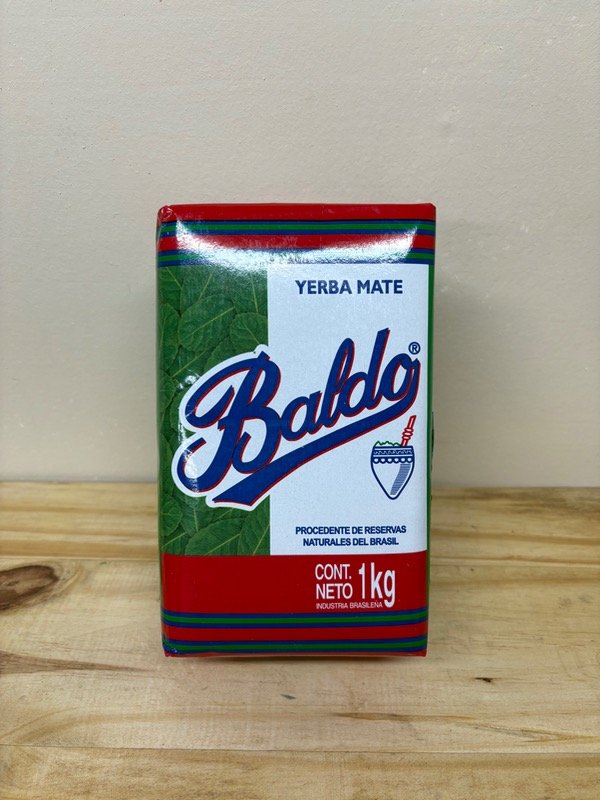 YERBA MATE
Baldo®
PROCEDENTE DE RESERVAS
NATURALES DEL BRASIL
CONT.
NETO 1kg
INDUSTRIA BRASILEÑA